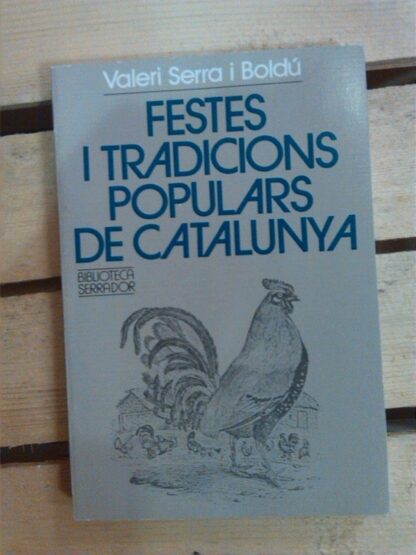 Valeri Serra i Boldú
FESTES
I TRADICIONS
POPULARS
DE CATALUNYA
BIBLIOTECA
SERRADOR